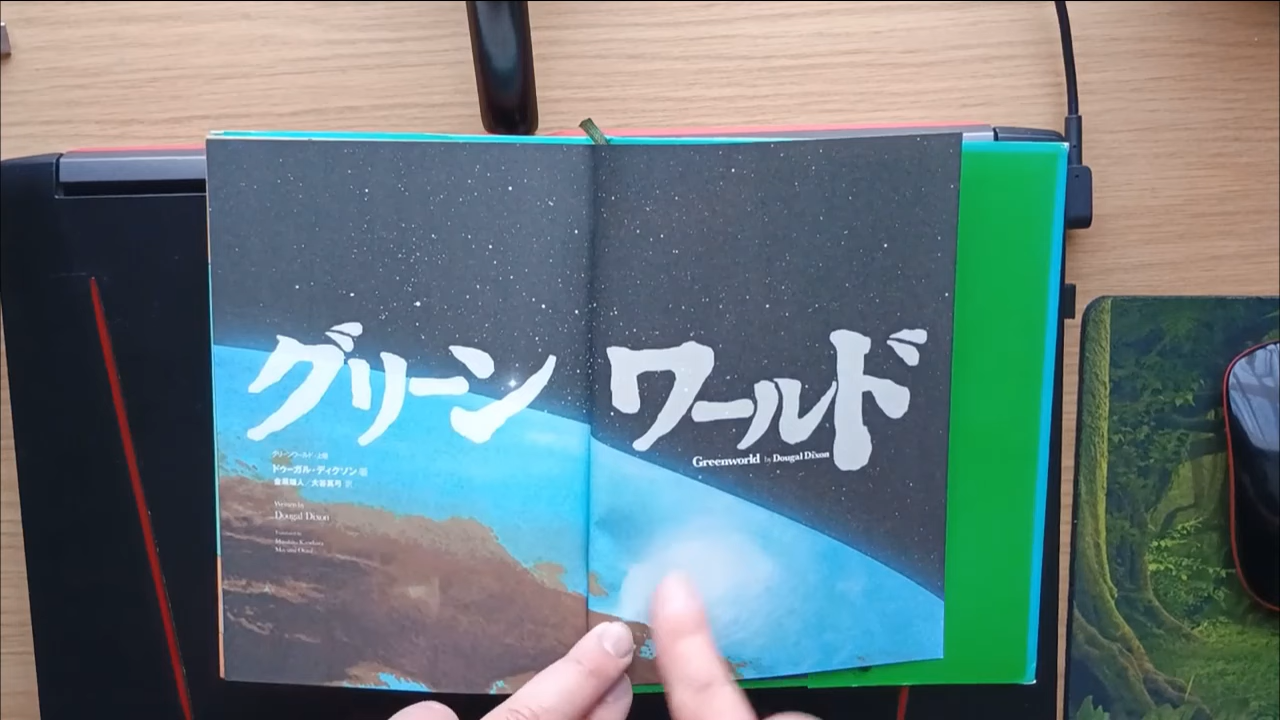 グリーン ワールド
Greenworld by Dougal Dixon
グリーンワールド 上巻
ドゥーガル・ディクソン 著
金原瑞人／大谷真弓 訳
Dougal Dixon